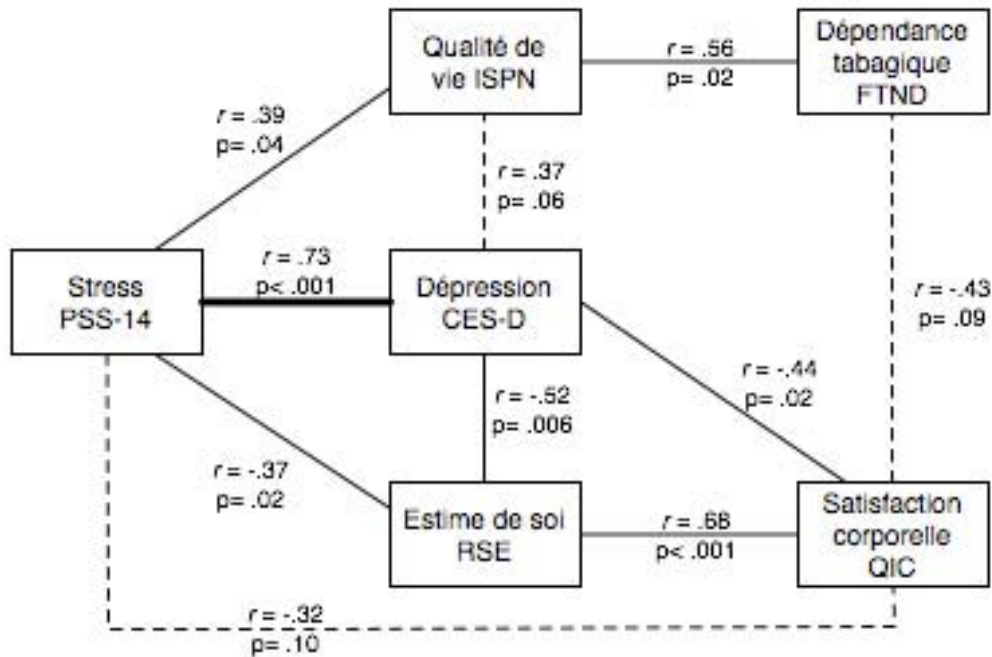 Qualité de
vie ISPN
r = .56
p= .02
Dépendance
tabagique
FTND
r = .39
p= .04
r = .37
p= .06
Stress
PSS-14
r = .73
p< .001
Dépression
CES-D
r = -.43
p= .09
r = -.44
p= .02
r = -.52
p= .006
r = -.37
p= .02
Estime de soi
RSE
r = .68
p< .001
Satisfaction
corporelle
QIC
r = -.32
p= .10